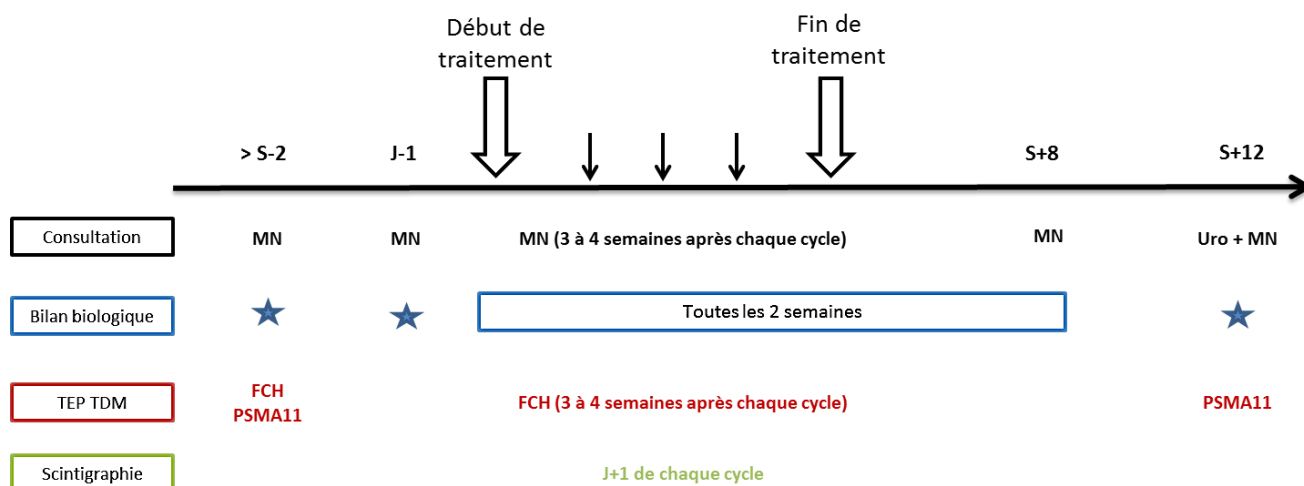 Début de
traitement
Fin de
traitement
> S-2
J-1
S+8
S+12
Consultation
MN
MN
MN (3 à 4 semaines après chaque cycle)
MN
Uro + MN
Bilan biologique
Toutes les 2 semaines
TEP TDM
FCH
PSMA11
FCH (3 à 4 semaines après chaque cycle)
PSMA11
Scintigraphie
J+1 de chaque cycle